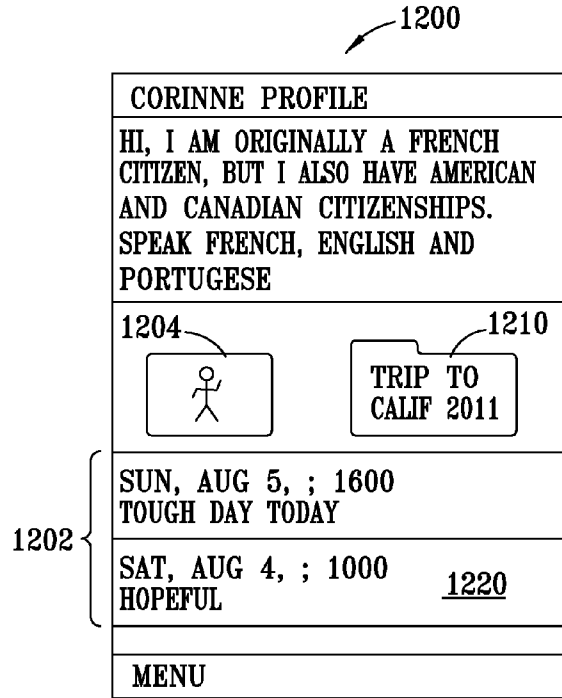 1200
CORINNE PROFILE
HI, I AM ORIGINALLY A FRENCH
CITIZEN, BUT I ALSO HAVE AMERICAN
AND CANADIAN CITIZENSHIPS.
SPEAK FRENCH, ENGLISH AND
PORTUGESE
1204
1210
TRIP TO
CALIF 2011
1202
SUN, AUG 5, ; 1600
TOUGH DAY TODAY
SAT, AUG 4, ; 1000
HOPEFUL
1220
MENU